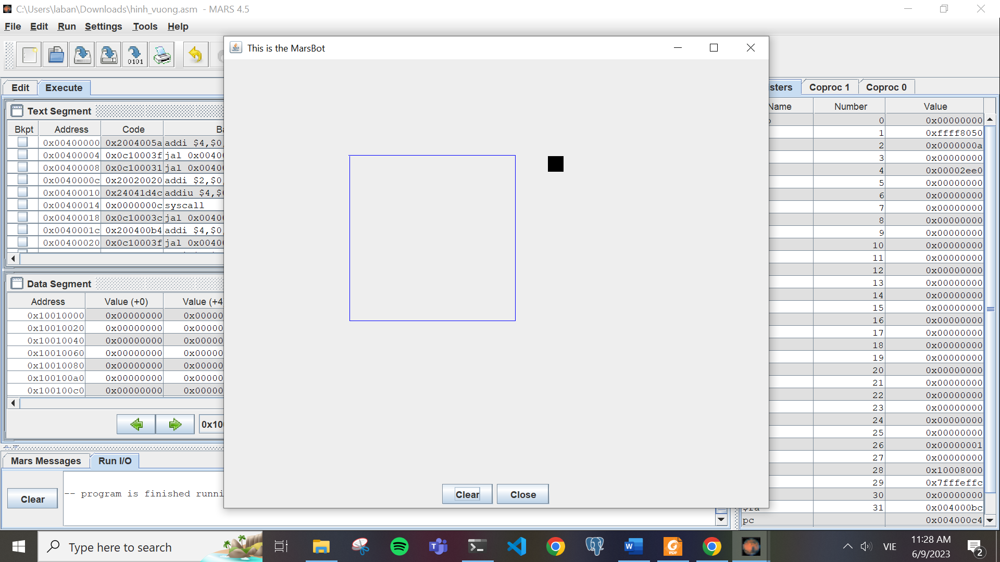 C:\Users\laban\Downloads\hinh_vuong.asm - MARS 4.5
File Edit Run Settings Tools Help
This is the MarsBot
Edit Execute
Coproc 1 Coproc 0
Text Segment
Bkpt Address Code
0x00400000 0x2004005a addi $4,$0
0x00400004 0x0c10003f jal 0x0040
0x00400008 0x0c100031 jal 0x0040
0x0040000c 0x20020020 addi $2,$0
0x00400010 0x24041d4c addiu $4,
0x00400014 0x0000000c syscall
0x00400018 0x0c10003c jal 0x0040
0x0040001c 0x200400b4 addi $4,$0
0x00400020 0x0c10003f jal 0x0040
Data Segment
Address Value (+0) Value (+4
0x10010000 0x00000000 0x00000
0x10010020 0x00000000 0x00000
0x10010040 0x00000000 0x00000
0x10010060 0x00000000 0x00000
0x10010080 0x00000000 0x00000
0x100100a0 0x00000000 0x00000
0x100100c0 0x00000000 0x00000
0x10
Mars Messages Run I/O
Clear
-- program is finished runni
Clear Close
sters
Name Number Value
0 0x00000000
1 0xffff8050
2 0x0000000a
3 0x00000000
4 0x00002ee0
5 0x00000000
6 0x00000000
7 0x00000000
8 0x00000000
9 0x00000000
10 0x00000000
11 0x00000000
12 0x00000000
13 0x00000000
14 0x00000000
15 0x00000000
16 0x00000000
17 0x00000000
18 0x00000000
19 0x00000000
20 0x00000000
21 0x00000000
22 0x00000000
23 0x00000000
24 0x00000000
25 0x00000000
26 0x00000001
27 0x00000000
28 0x10008000
29 0x7fffeffc
30 0x00000000
$ra 31 0x004000bc
pc 0x004000c4
Type here to search
VIE
11:28 AM
6/9/2023
2